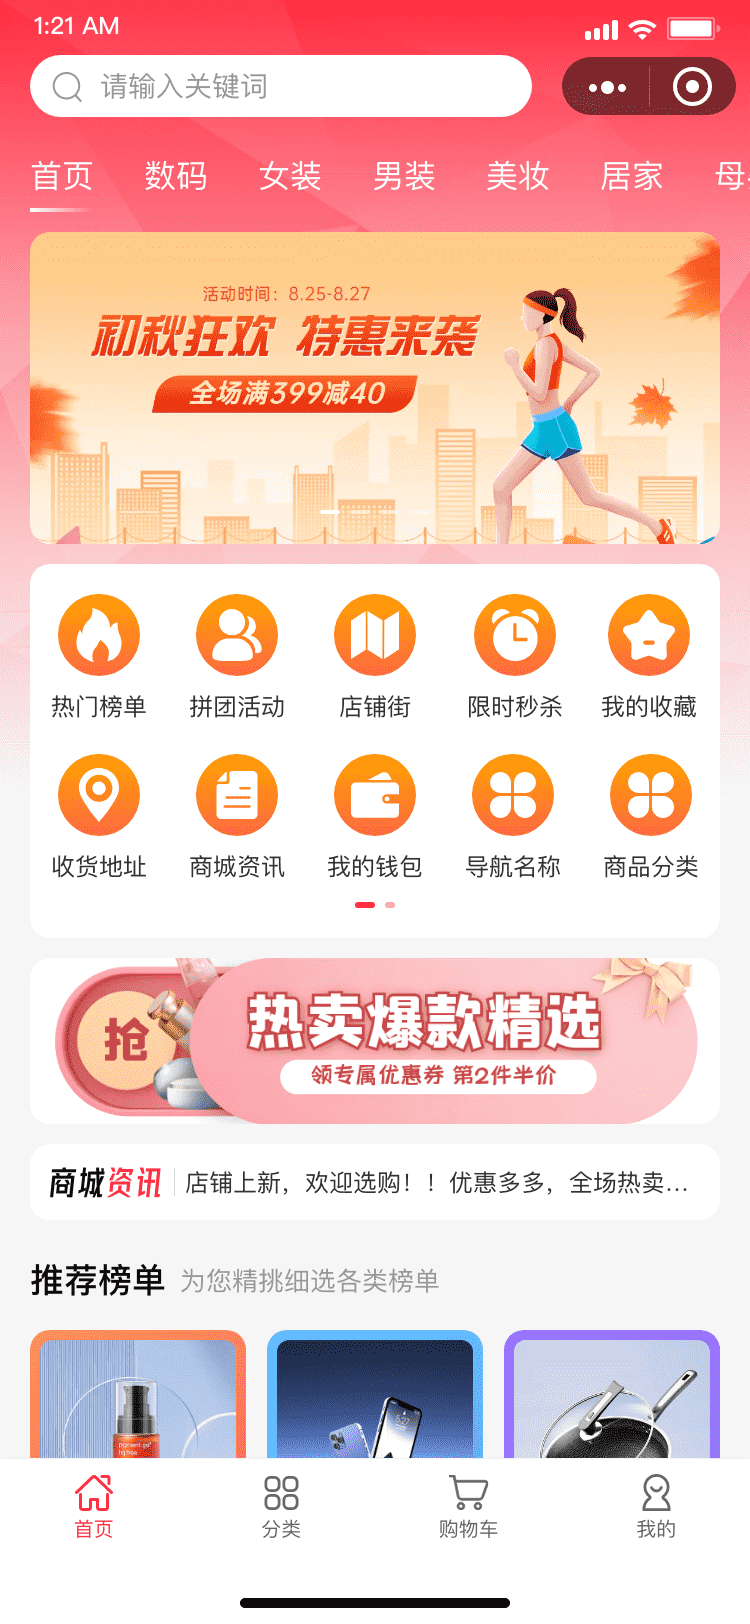 1:21 AM
请输入关键词
首页 数码 女装 男装 美妆 居家
活动时间：8.25-8.27
初秋狂欢 特惠来袭
全场满399减40
热门榜单 拼团活动 店铺街 限时秒杀 我的收藏
收货地址 商城资讯 我的钱包 导航名称 商品分类
抢
热卖爆款精选
领专属优惠券 第2件半价
商城资讯 店铺上新，欢迎选购！！优惠多多，全场热卖...
推荐榜单 为您精挑细选各类榜单
首页 分类 购物车 我的